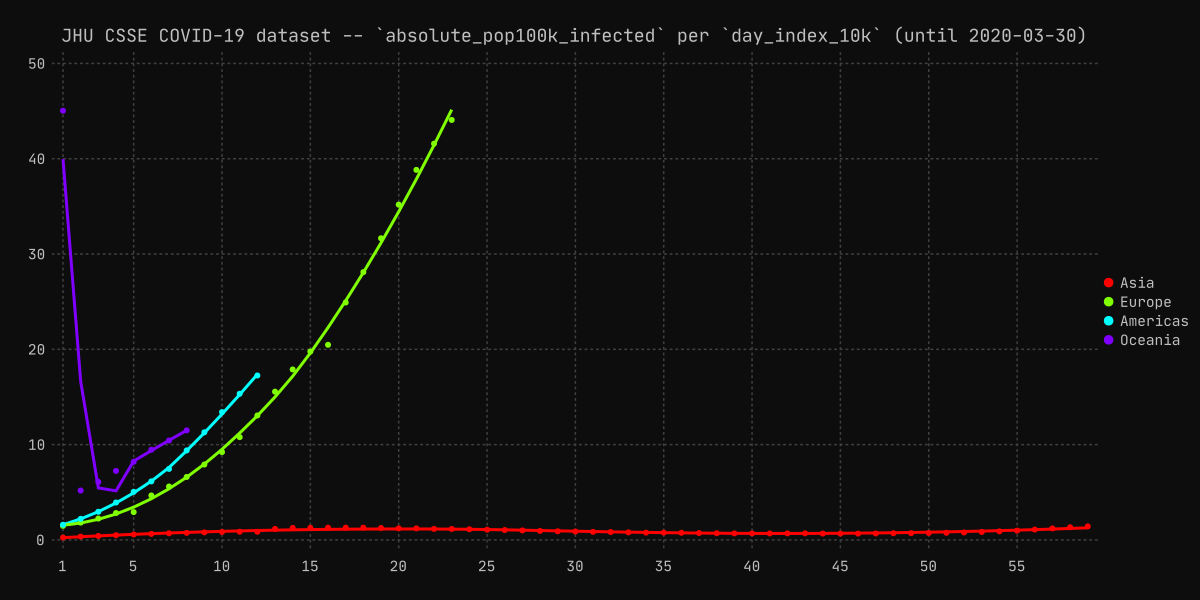 JHU CSSE COVID-19 dataset -- `absolute_pop100k_infected` per `day_index_10k` (until 2020-03-30)
50
40
30
20
10
0
1 5 10 15 20 25 30 35 40 45 50 55
Asia
Europe
Americas
Oceania